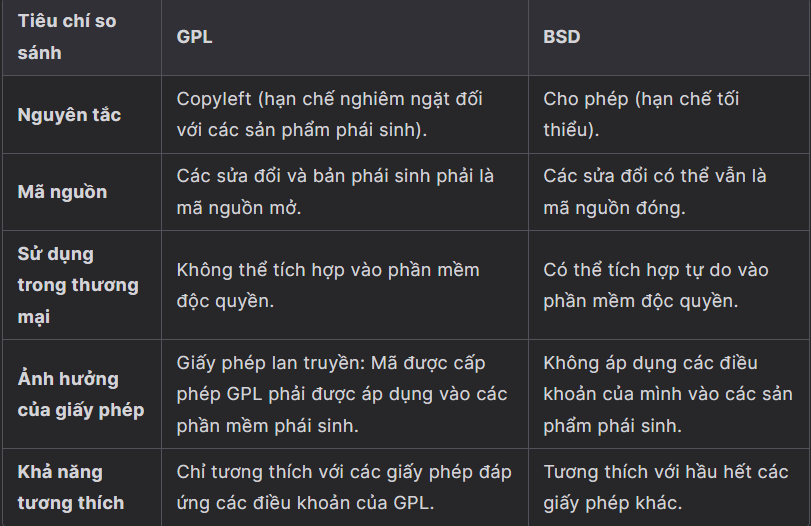 Tiêu chí so
sánh
GPL
BSD
Nguyên tắc
Copyleft (hạn chế nghiêm ngặt đối
với các sản phẩm phái sinh).
Cho phép (hạn chế tối
thiểu).
Mã nguồn
Các sửa đổi và bản phái sinh phải là
mã nguồn mở.
Các sửa đổi có thể vẫn là
mã nguồn đóng.
Sử dụng
trong thương
mại
Không thể tích hợp vào phần mềm
độc quyền.
Có thể tích hợp tự do vào
phần mềm độc quyền.
Ảnh hưởng
của giấy phép
Giấy phép lan truyền: Mã được cấp
phép GPL phải được áp dụng vào các
phần mềm phái sinh.
Không áp dụng các điều
khoản của mình vào các sản
phẩm phái sinh.
Khả năng
tương thích
Chỉ tương thích với các giấy phép đáp
ứng các điều khoản của GPL.
Tương thích với hầu hết các
giấy phép khác.